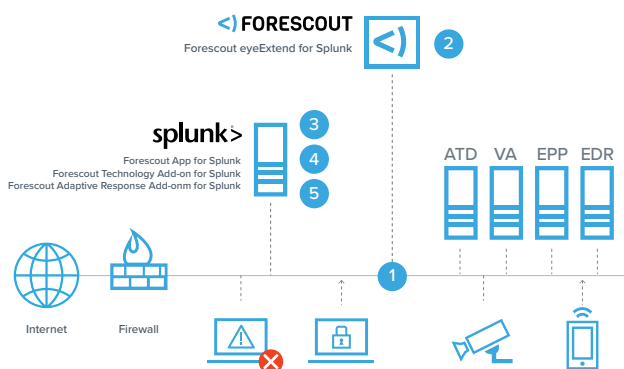 <) FORESCOUT
Forescout eyeExtend for Splunk
2
splunk>
3
4
5
Forescout App for Splunk
Forescout Technology Add-on for Splunk
Forescout Adaptive Response Add-onm for Splunk
ATD VA EPP EDR
1
Internet
Firewall